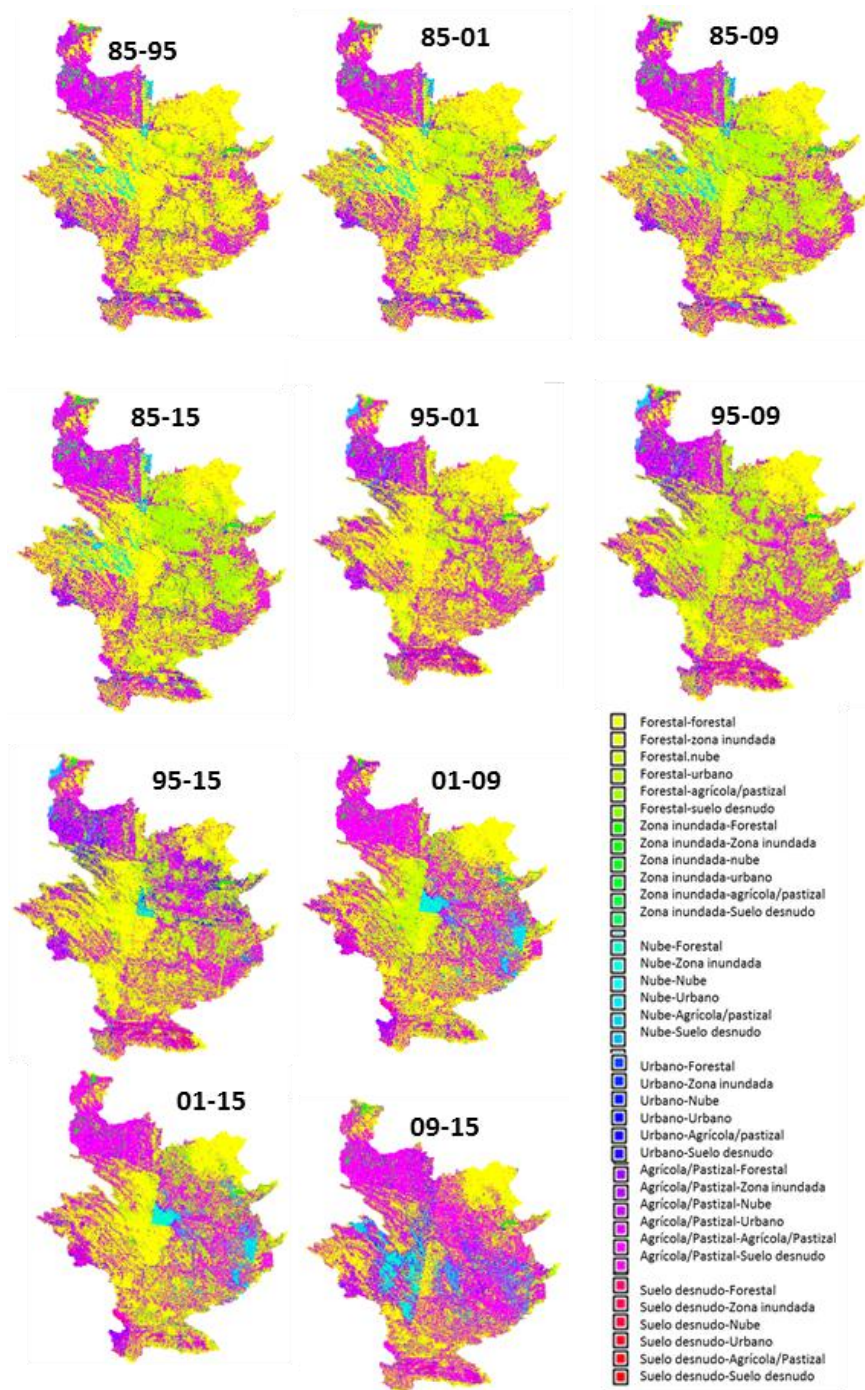 85-95
85-01
85-09
85-15
95-01
95-09
95-15
01-09
01-15
09-15
Forestal-forestal
Forestal-zona inundada
Forestal.nube
Forestal-urbano
Forestal-agrícola/pastizal
Forestal-suelo desnudo
Zona inundada-Forestal
Zona inundada-Zona inundada
Zona inundada-nube
Zona inundada-urbano
Zona inundada-agrícola/pastizal
Zona inundada-Suelo desnudo
Nube-Forestal
Nube-Zona inundada
Nube-Nube
Nube-Urbano
Nube-Agrícola/pastizal
Nube-Suelo desnudo
Urbano-Forestal
Urbano-Zona inundada
Urbano-Nube
Urbano-Urbano
Urbano-Agrícola/pastizal
Urbano-Suelo desnudo
Agrícola/Pastizal-Forestal
Agrícola/Pastizal-Zona inundada
Agrícola/Pastizal-Nube
Agrícola/Pastizal-Urbano
Agrícola/Pastizal-Agrícola/Pastizal
Agrícola/Pastizal-Suelo desnudo
Suelo desnudo-Forestal
Suelo desnudo-Zona inundada
Suelo desnudo-Nube
Suelo desnudo-Urbano
Suelo desnudo-Agrícola/Pastizal
Suelo desnudo-Suelo desnudo